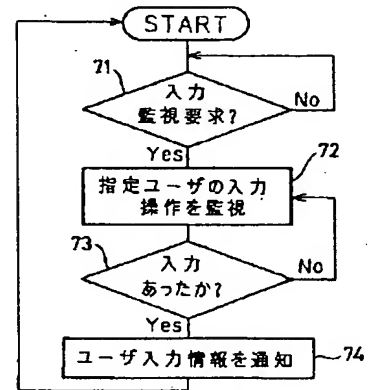 START
71
入力
監視要求?
No
Yes
72
指定ユーザの入力
操作を監視
73
入力
あったか?
No
Yes
ユーザ入力情報を通知
74